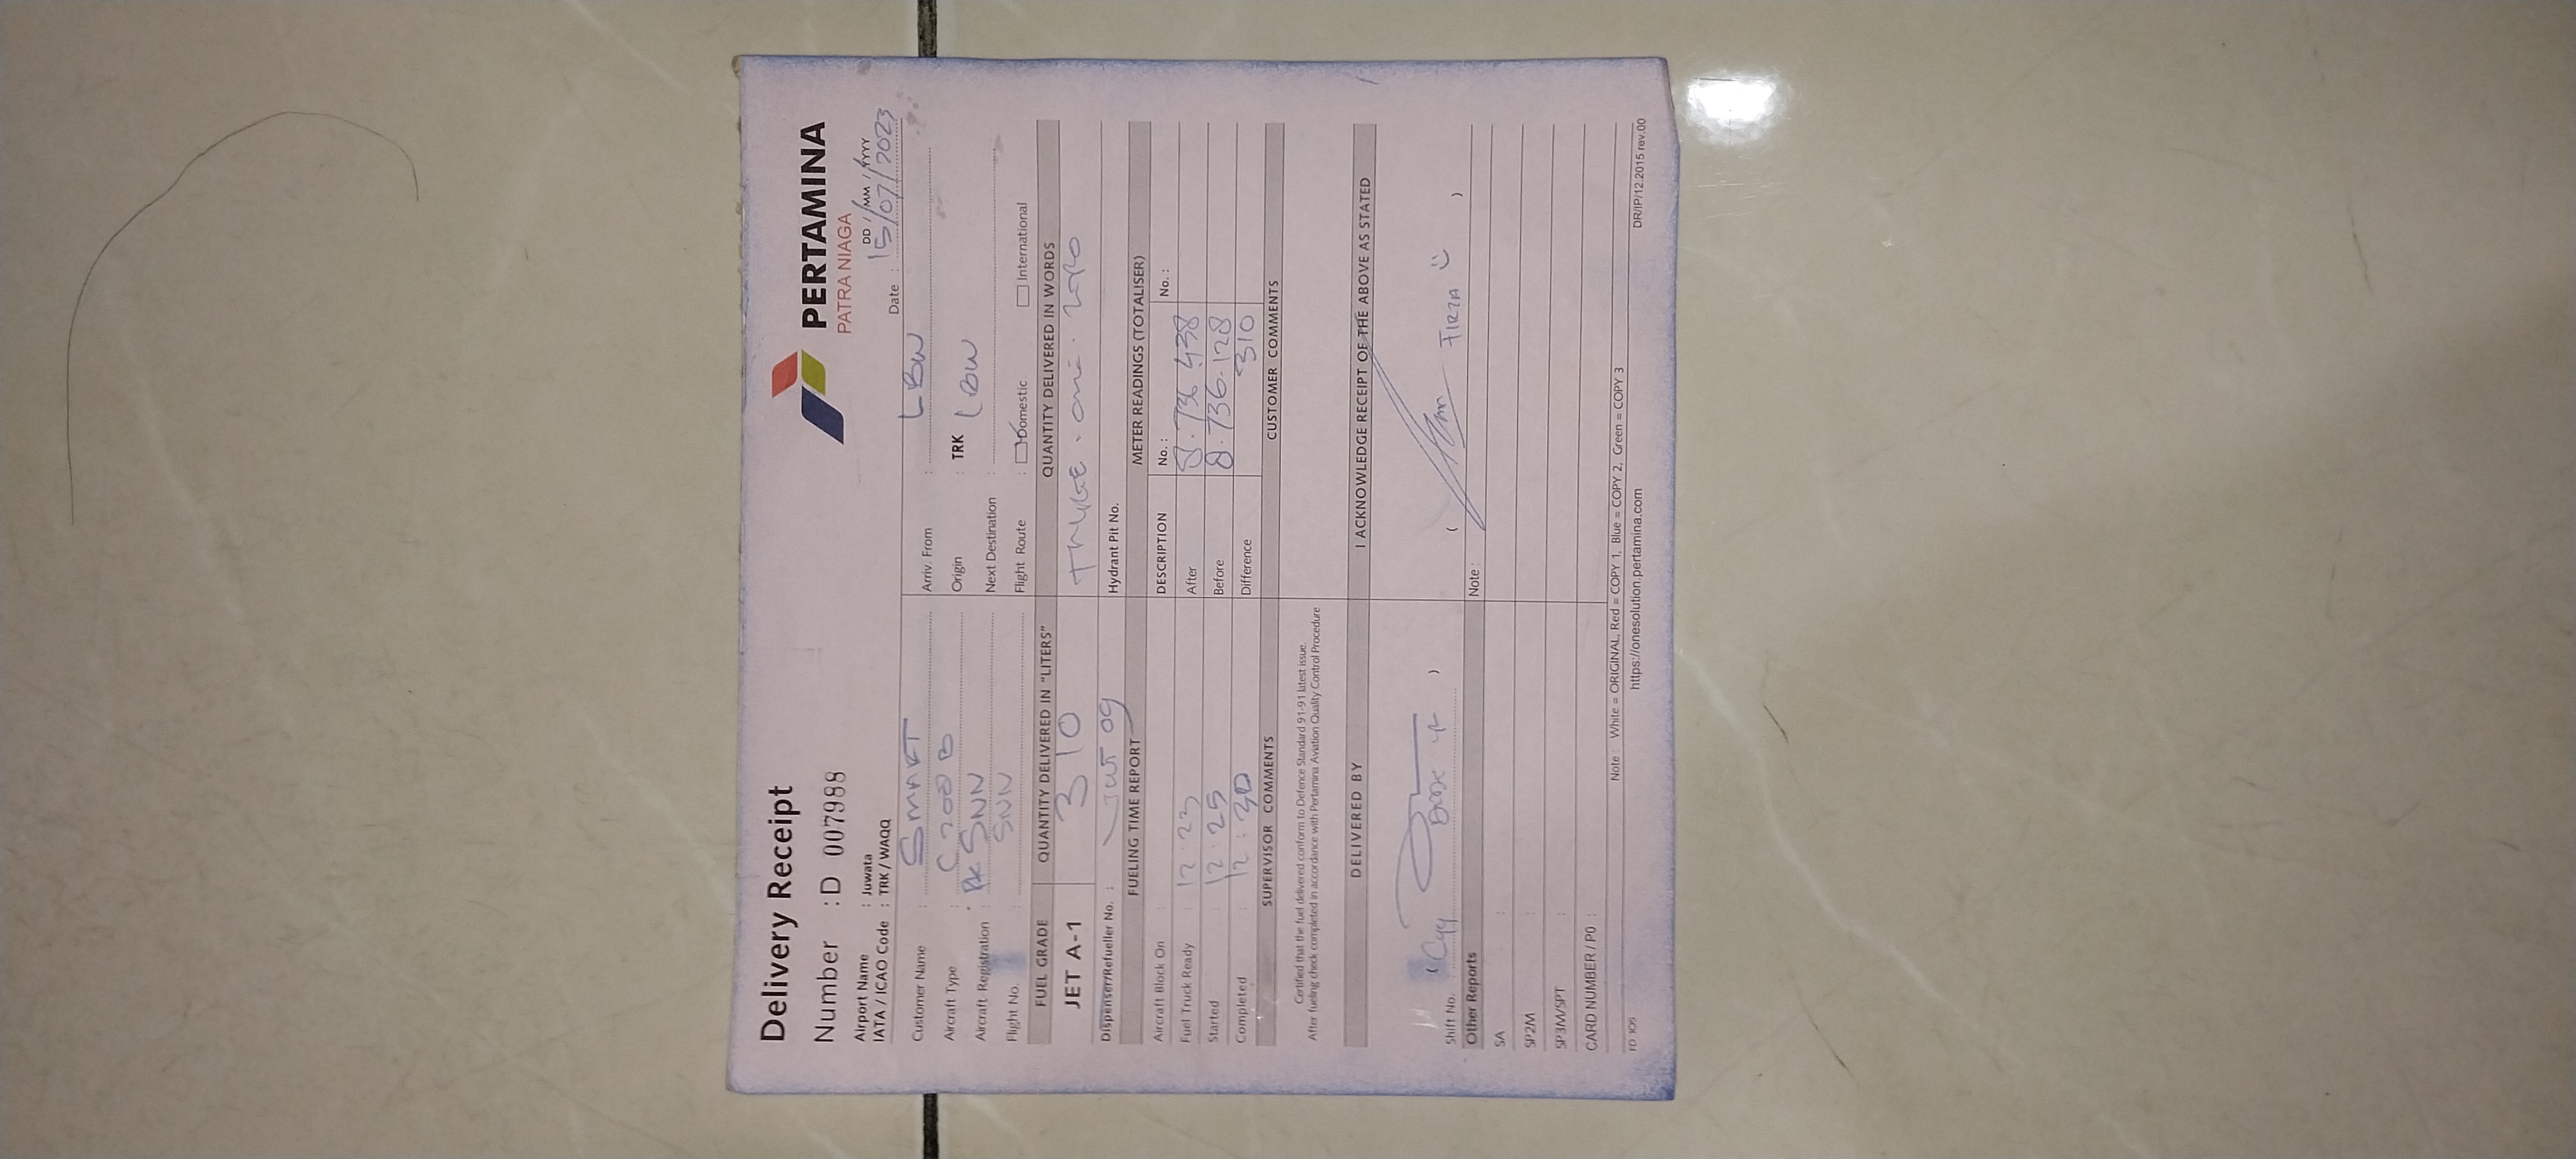 Delivery Receipt
PERTAMINA
PATRA NIAGA
Number : D 007988
Airport Name : Juwata
IATA / ICAO Code : TRK / WAQQ
DD / MM / YYYY
Date : 15/07/2023
Customer Name : SMART
Arriv. From : LBW
Aircraft Type : C 208 B
Origin : TRK
Aircraft Registration : PK SNN
Next Destination : LBW
Flight No. : SNN
Flight Route : Domestic International
FUEL GRADE QUANTITY DELIVERED IN "LITERS" QUANTITY DELIVERED IN WORDS
JET A-1 310 THREE . ONE . ZERO
Dispenser/Refueller No. : JWT 09 Hydrant Pit No.
FUELING TIME REPORT METER READINGS (TOTALISER)
Aircraft Block On : DESCRIPTION No. : No. :
Fuel Truck Ready : 12:23 After 8.736.438
Started : 12:25 Before 8.736.128
Completed : 12:30 Difference 310
SUPERVISOR COMMENTS CUSTOMER COMMENTS
Certified that the fuel delivered conform to Defence Standard 91-91 latest issue.
After fueling check completed in accordance with Pertamina Aviation Quality Control Procedure
DELIVERED BY I ACKNOWLEDGE RECEIPT OF THE ABOVE AS STATED
FIRZA
Shift No. ( ) ( )
Other Reports Note :
SA :
SP2M :
SP3M/SPT :
CARD NUMBER / PO :
Note : White = ORIGINAL, Red = COPY 1, Blue = COPY 2, Green = COPY 3
https://onesolution.pertamina.com DR/IP/12.2015 rev.00